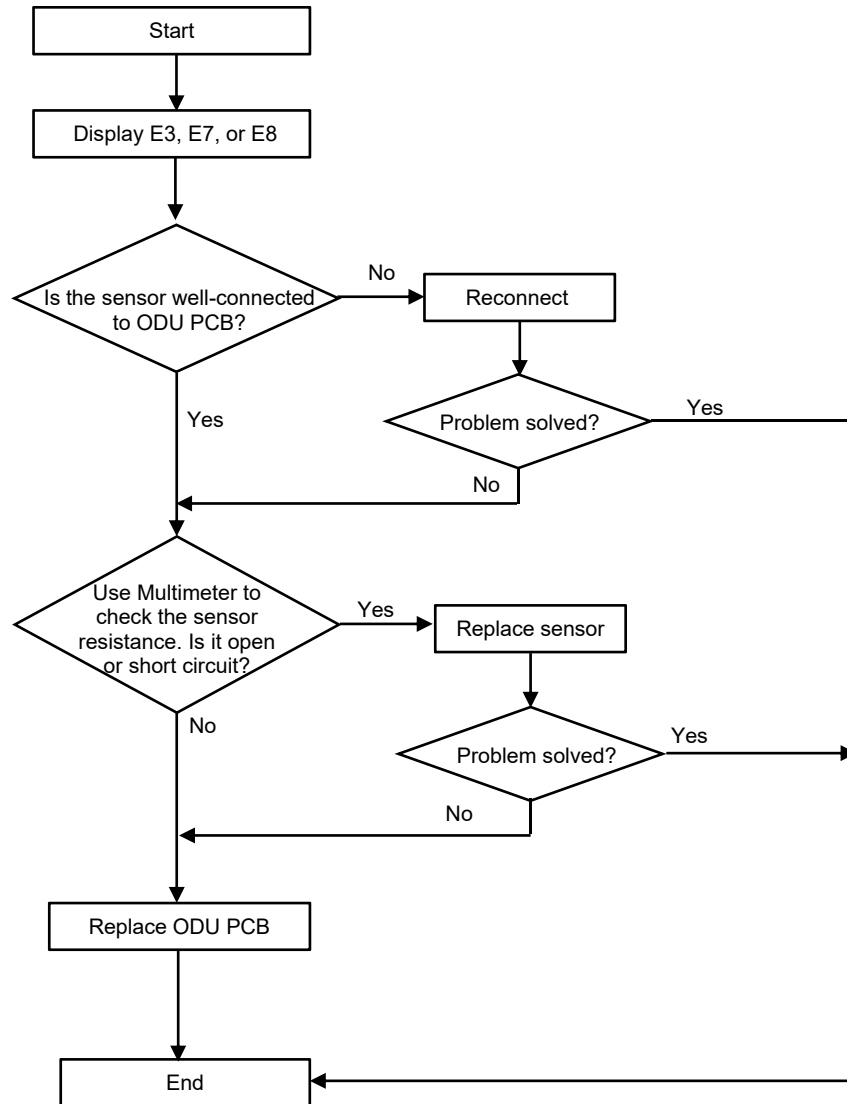 Start
Display E3, E7, or E8
Is the sensor well-connected
to ODU PCB?
No
Reconnect
Yes
Problem solved?
Yes
No
Use Multimeter to
check the sensor
resistance. Is it open
or short circuit?
Yes
Replace sensor
No
Problem solved?
Yes
No
Replace ODU PCB
End